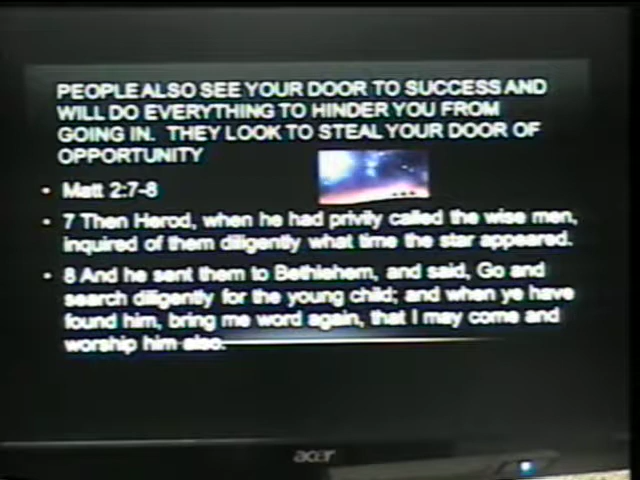 PEOPLE ALSO SEE YOUR DOOR TO SUCCESS AND
WILL DO EVERYTHING TO HINDER YOU FROM
GOING IN. THEY LOOK TO STEAL YOUR DOOR OF
OPPORTUNITY
• Matt 2:7-8
• 7 Then Herod, when he had privily called the wise men,
inquired of them diligently what time the star appeared.
• 8 And he sent them to Bethlehem, and said, Go and
search diligently for the young child; and when ye have
found him, bring me word again, that I may come and
worship him also.
acer